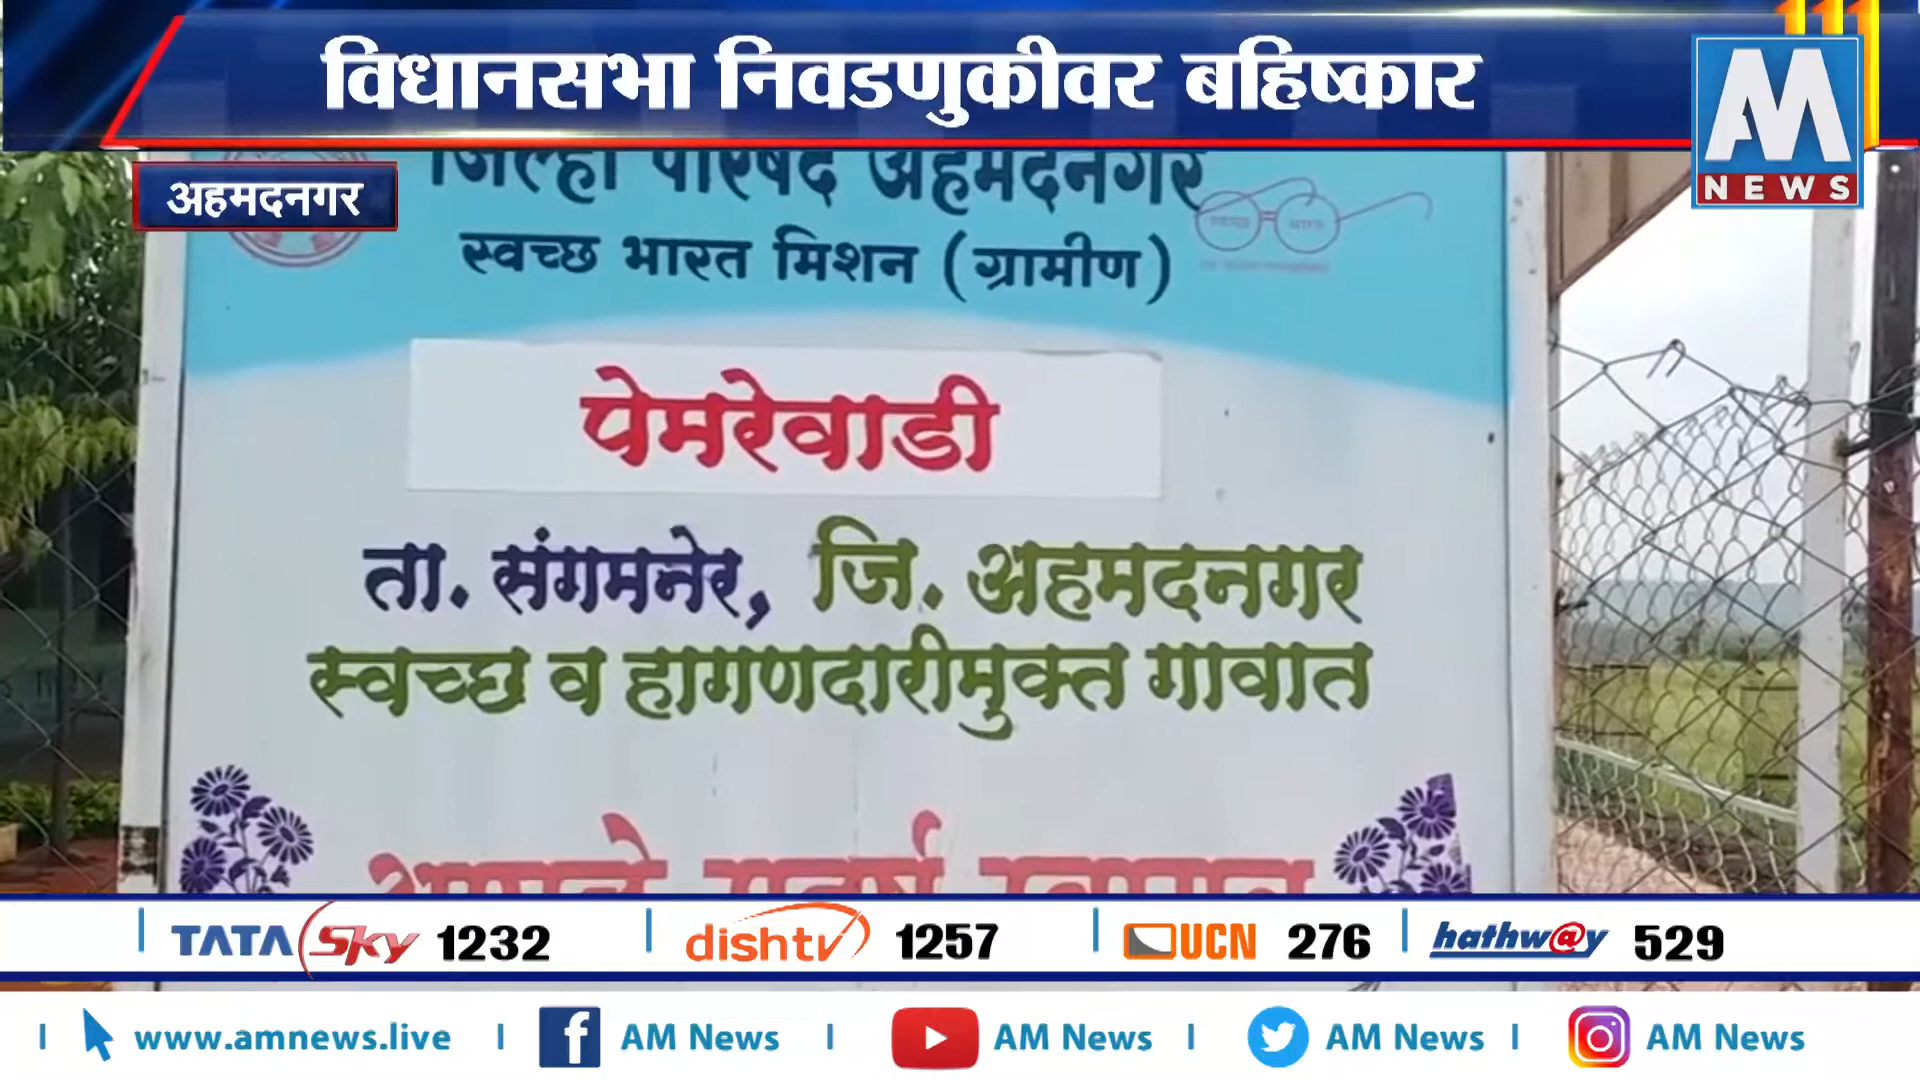 विधानसभा निवडणुकीवर बहिष्कार
AM
NEWS
अहमदनगर
जिल्हा परिषद अहमदनगर
स्वच्छ भारत मिशन (ग्रामीण)
पेमरेवाडी
ता. संगमनेर, जि. अहमदनगर
स्वच्छ व हागणदारीमुक्त गावात
TATA Sky 1232 dishtv 1257 UCN 276 hathw@y 529
www.amnews.live AM News AM News AM News AM News